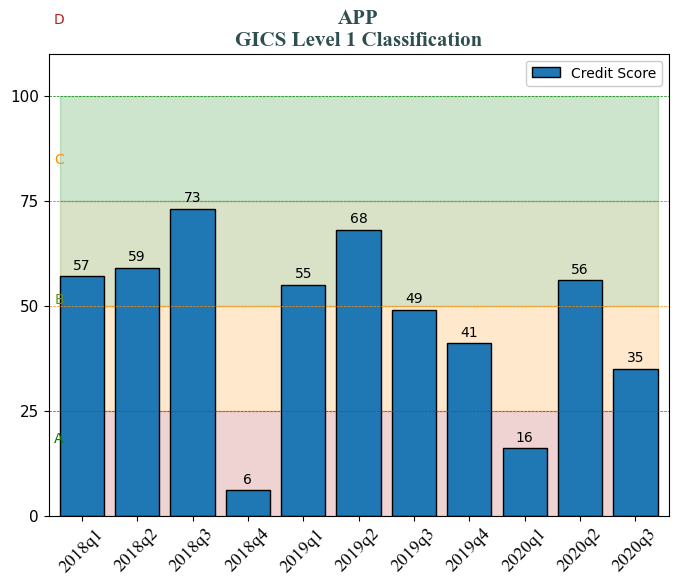 D
APP
GICS Level 1 Classification
Credit Score
100
C
75
73
68
57
59
55
56
B
50
49
41
35
25
A
16
6
0
2018q1
2018q2
2018q3
2018q4
2019q1
2019q2
2019q3
2019q4
2020q1
2020q2
2020q3